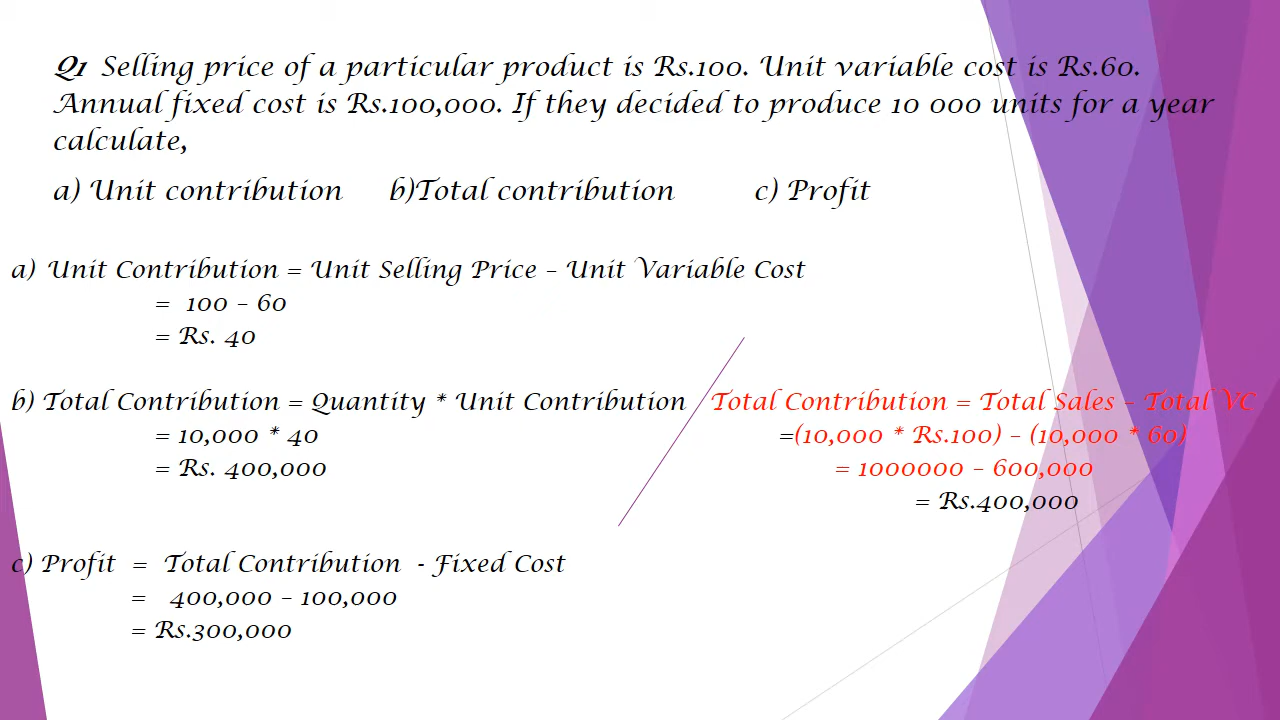 Q1 Selling price of a particular product is Rs.100. Unit variable cost is Rs.60.
Annual fixed cost is Rs.100,000. If they decided to produce 10 000 units for a year
calculate,
a) Unit contribution b)Total contribution c) Profit
a) Unit Contribution = Unit Selling Price – Unit Variable Cost
= 100 – 60
= Rs. 40
b) Total Contribution = Quantity * Unit Contribution
= 10,000 * 40
= Rs. 400,000
Total Contribution = Total Sales – Total VC
=(10,000 * Rs.100) – (10,000 * 60)
= 1000000 – 600,000
= Rs.400,000
c) Profit = Total Contribution - Fixed Cost
= 400,000 – 100,000
= Rs.300,000